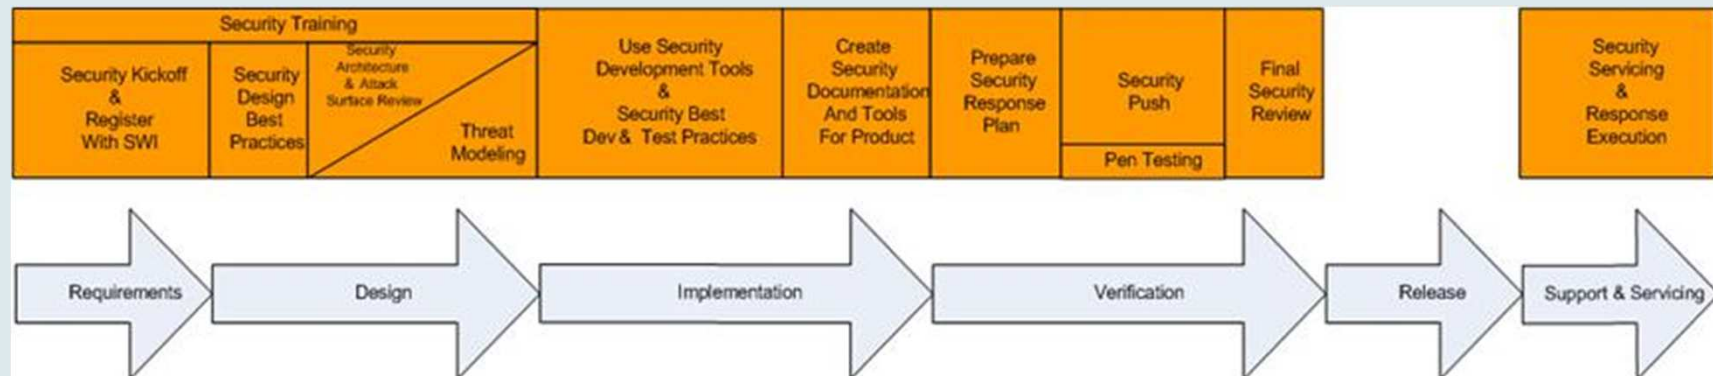 Security Training
Security Kickoff
&
Register
With SWI
Security
Design
Best
Practices
Security
Architecture
& Attack
Surface Review
Threat
Modeling
Use Security
Development Tools
&
Security Best
Dev & Test Practices
Create
Security
Documentation
And Tools
For Product
Prepare
Security
Response
Plan
Security
Push
Pen Testing
Final
Security
Review
Security
Servicing
&
Response
Execution
Requirements
Design
Implementation
Verification
Release
Support & Servicing